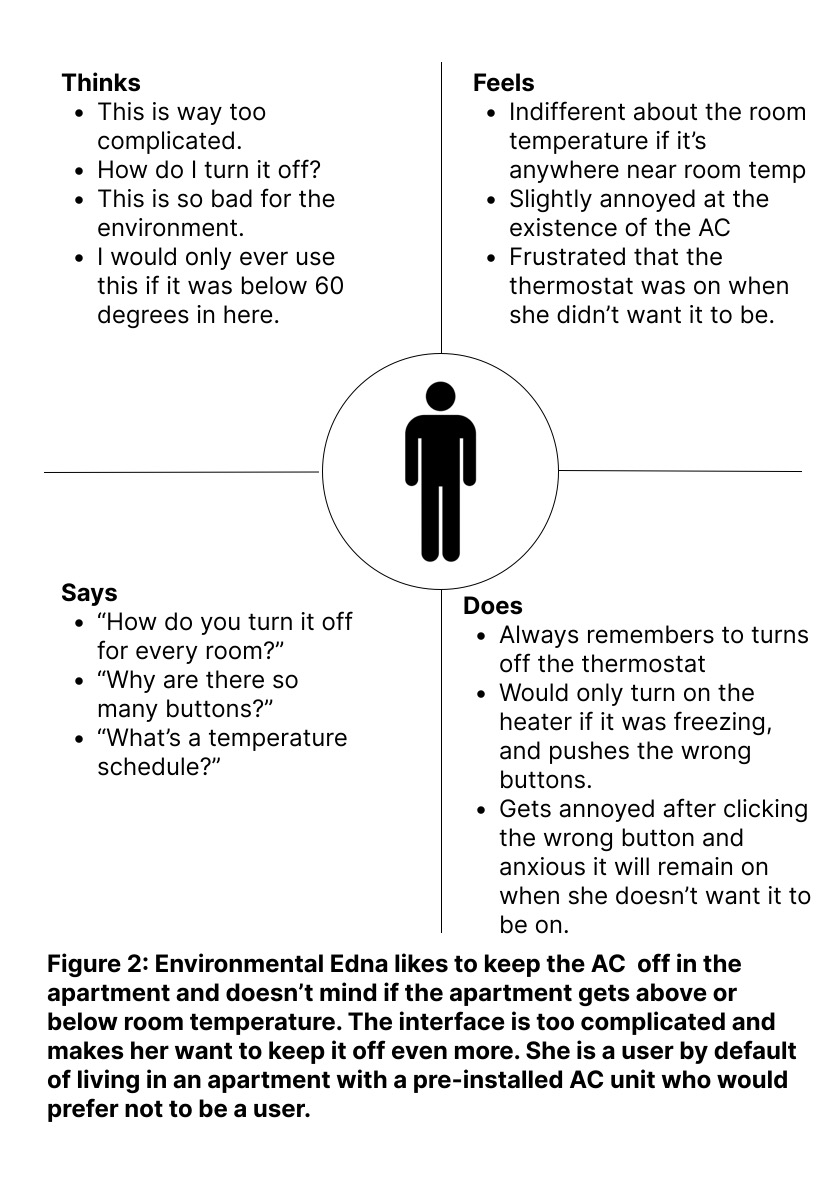 Thinks
• This is way too
complicated.
• How do I turn it off?
• This is so bad for the
environment.
• I would only ever use
this if it was below 60
degrees in here.
Feels
• Indifferent about the room
temperature if it’s
anywhere near room temp
• Slightly annoyed at the
existence of the AC
• Frustrated that the
thermostat was on when
she didn’t want it to be.
Says
• “How do you turn it off
for every room?”
• “Why are there so
many buttons?”
• “What’s a temperature
schedule?”
Does
• Always remembers to turns
off the thermostat
• Would only turn on the
heater if it was freezing,
and pushes the wrong
buttons.
• Gets annoyed after clicking
the wrong button and
anxious it will remain on
when she doesn’t want it to
be on.
Figure 2: Environmental Edna likes to keep the AC  off in the
apartment and doesn’t mind if the apartment gets above or
below room temperature. The interface is too complicated and
makes her want to keep it off even more. She is a user by default
of living in an apartment with a pre-installed AC unit who would
prefer not to be a user.